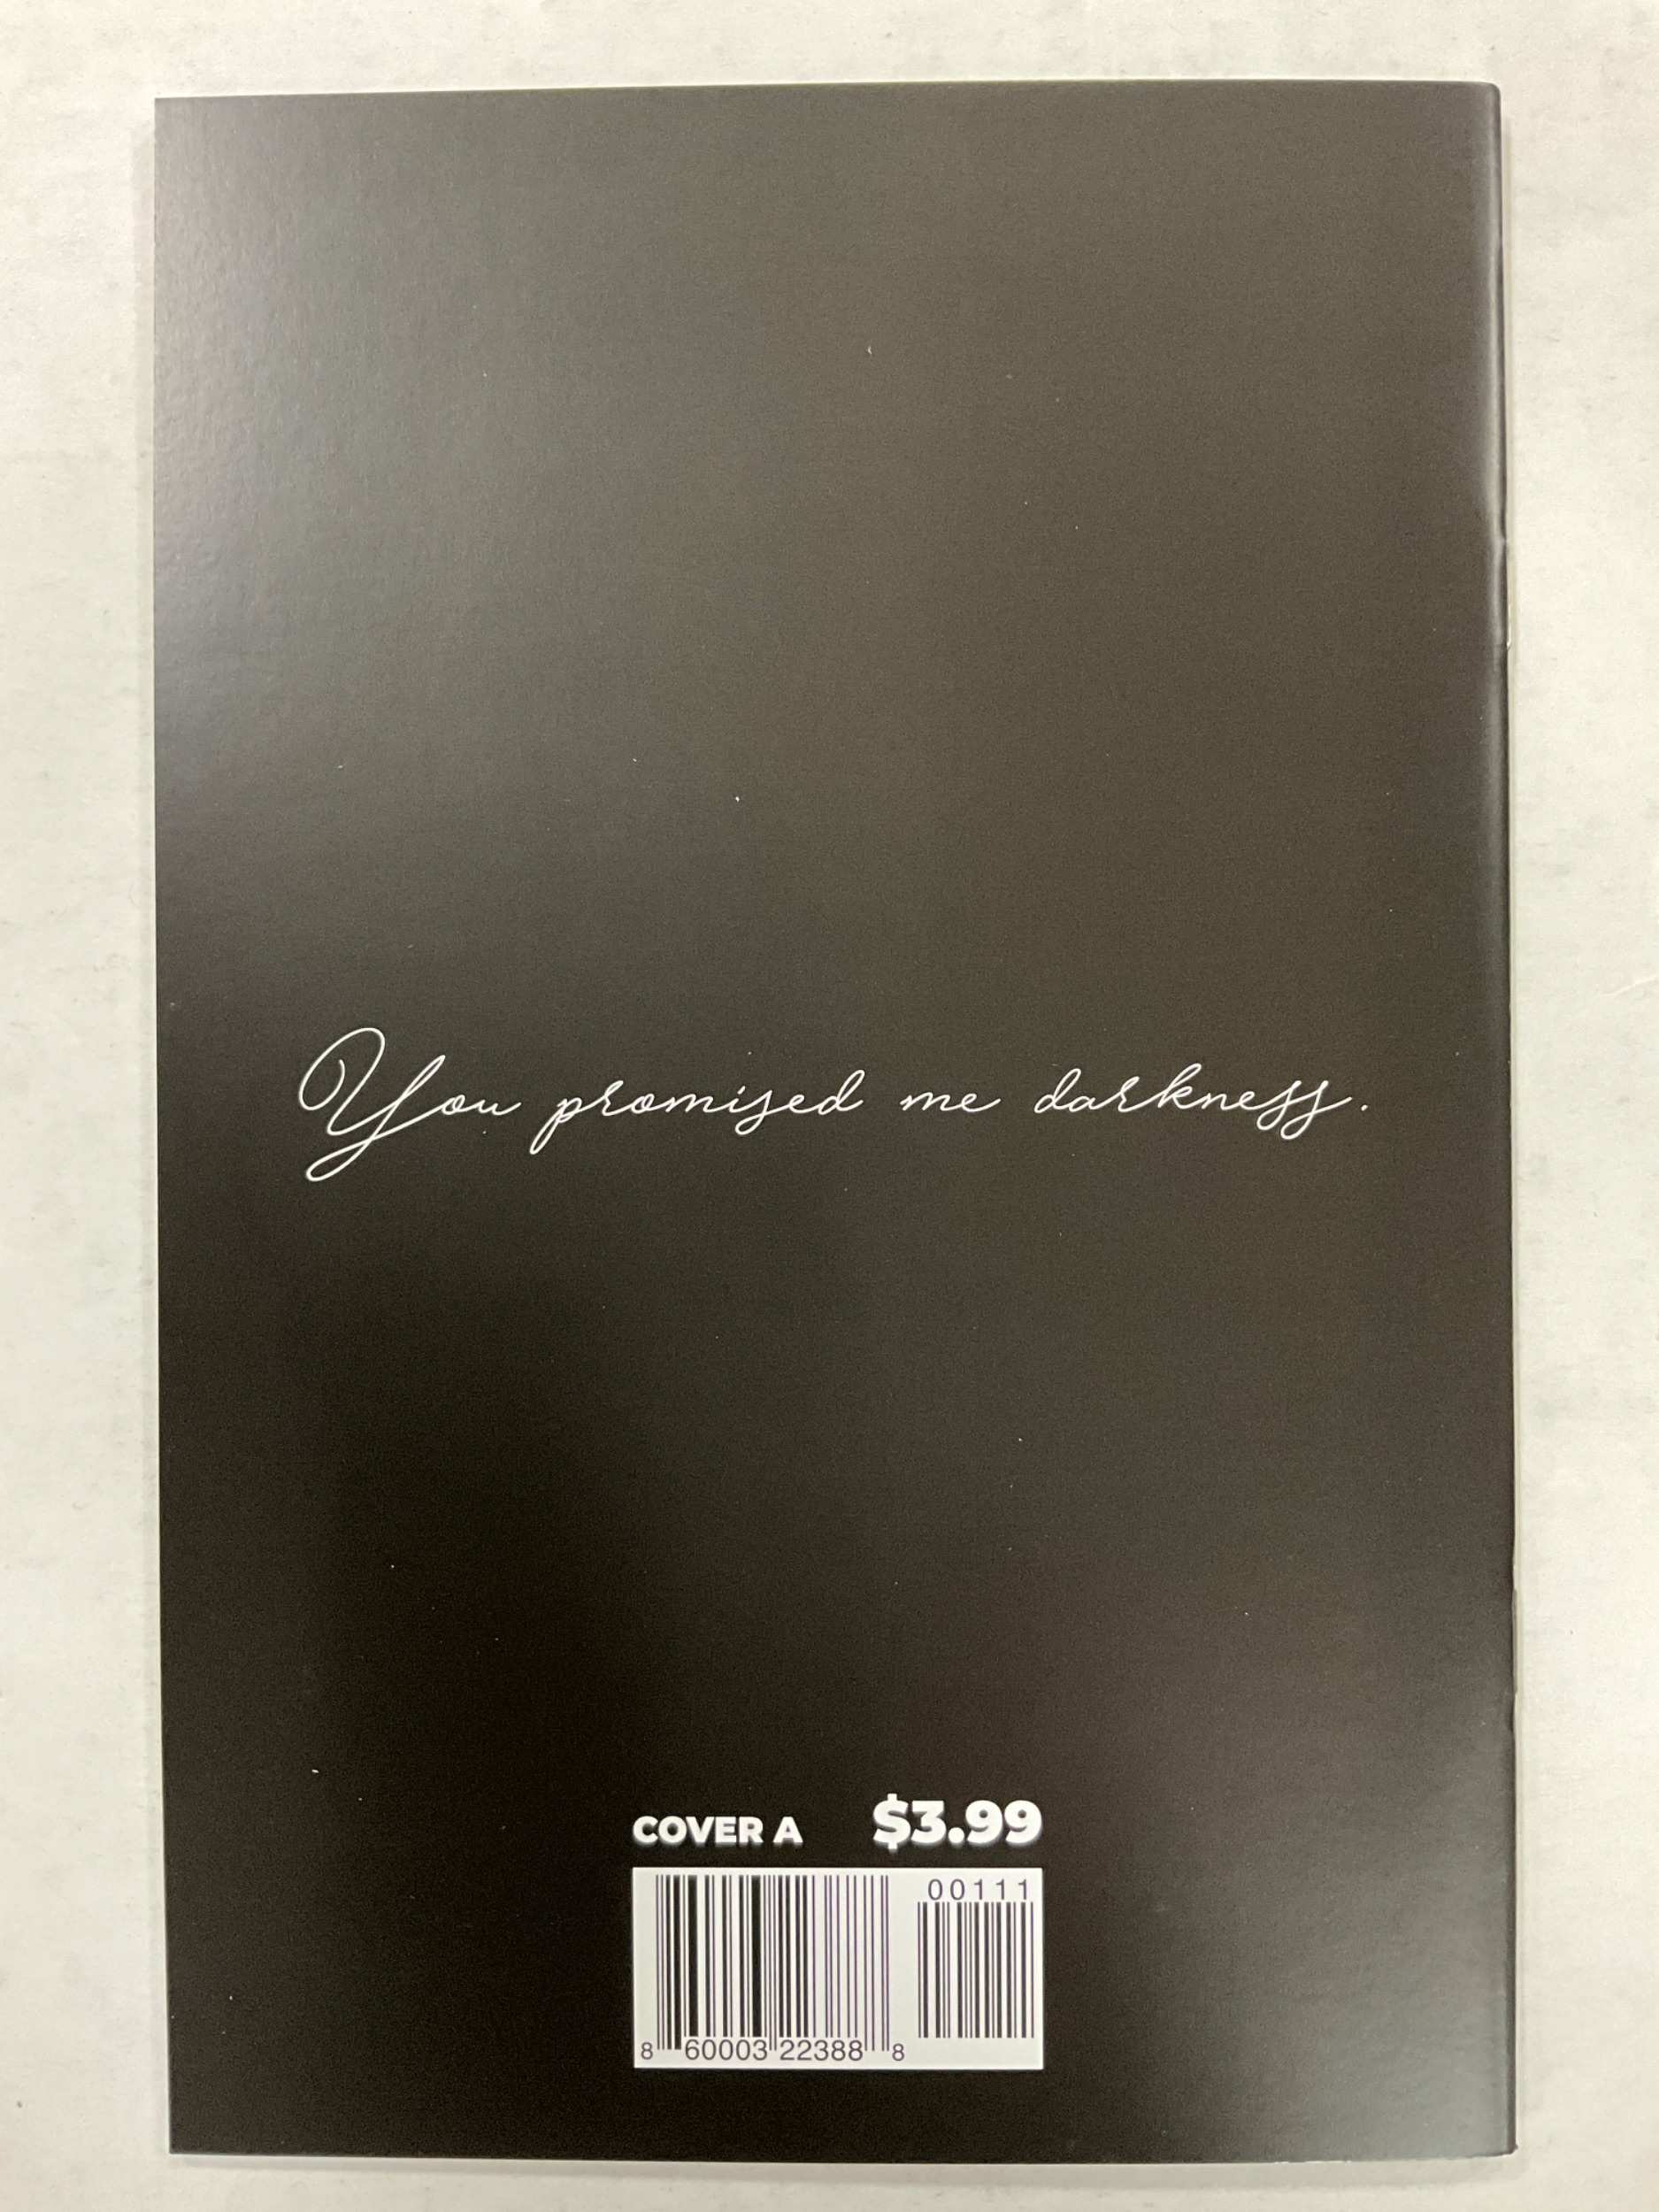 You promised me darkness.
COVER A $3.99
00111
8 60003 22388 8